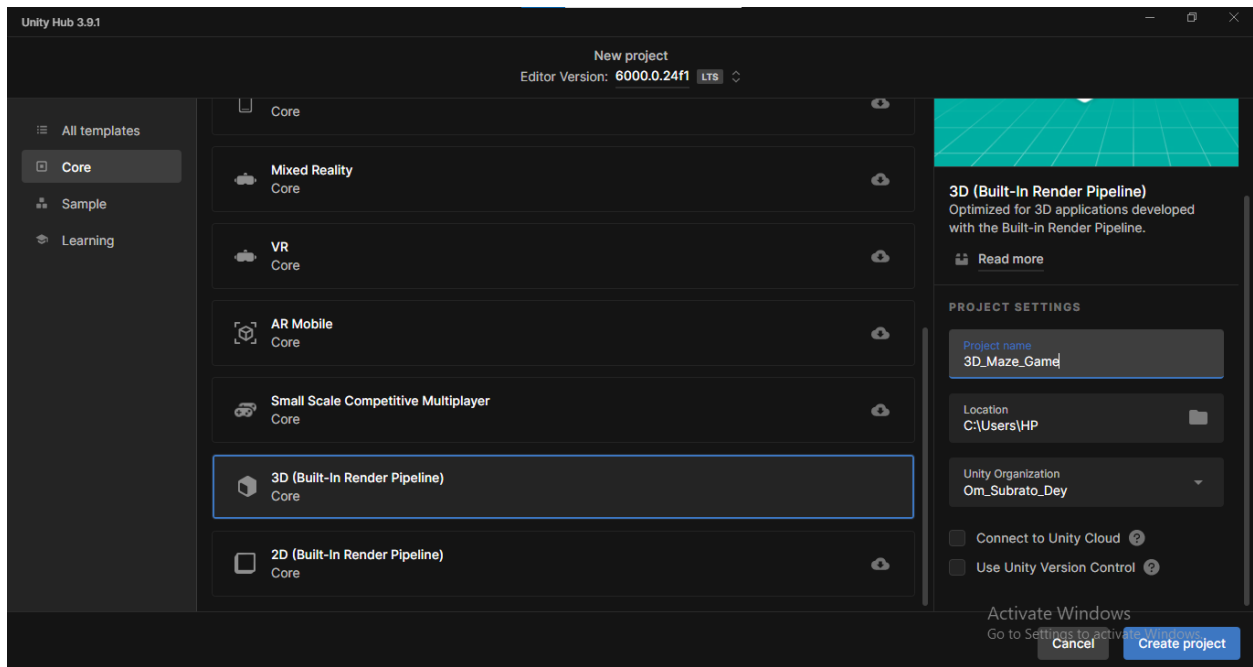 Unity Hub 3.9.1
New project
Editor Version: 6000.0.24f1 LTS
All templates
Core
Sample
Learning
Core
Mixed Reality
Core
VR
Core
AR Mobile
Core
Small Scale Competitive Multiplayer
Core
3D (Built-In Render Pipeline)
Core
2D (Built-In Render Pipeline)
Core
3D (Built-In Render Pipeline)
Optimized for 3D applications developed
with the Built-in Render Pipeline.
Read more
PROJECT SETTINGS
Project name
3D_Maze_Game
Location
C:\Users\HP
Unity Organization
Om_Subrato_Dey
Connect to Unity Cloud ?
Use Unity Version Control ?
Activate Windows
Go to Settings to activate Windows.
Cancel
Create project